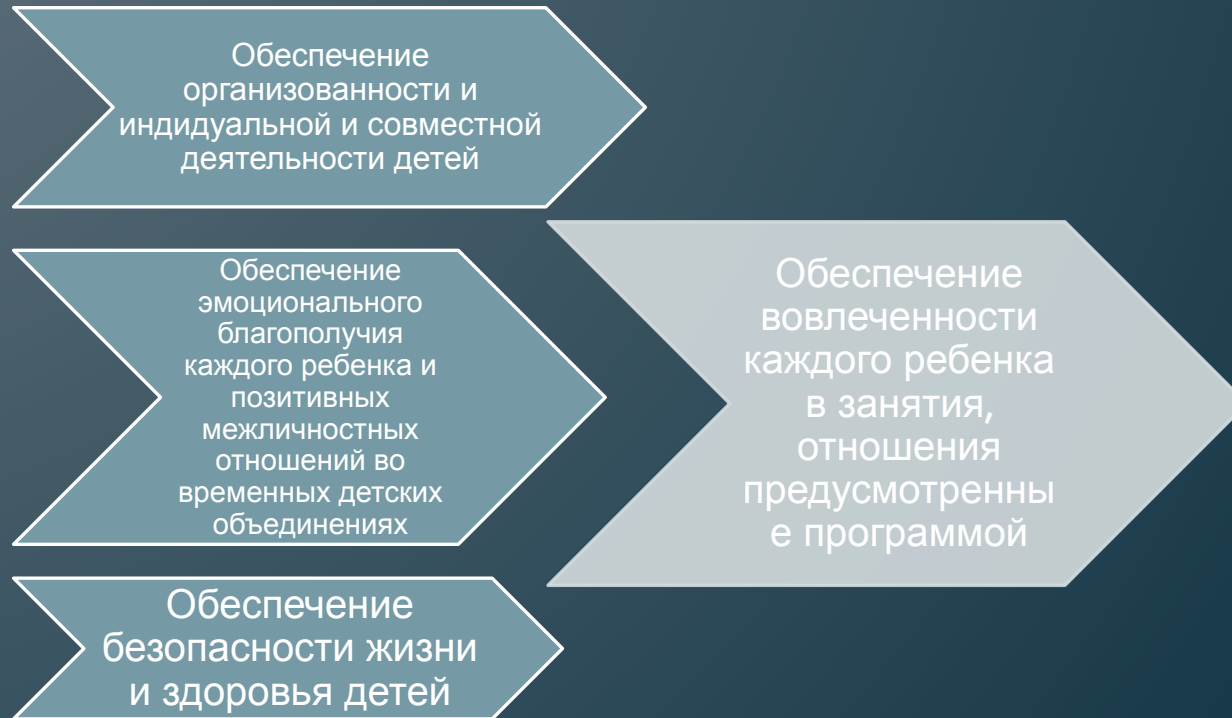 Обеспечение
организованности и
индидуальной и совместной
деятельности детей
Обеспечение
эмоционального
благополучия
каждого ребенка и
позитивных
межличностных
отношений во
временных детских
объединениях
Обеспечение
безопасности жизни
и здоровья детей
Обеспечение
вовлеченности
каждого ребенка
в занятия,
отношения
предусмотренны
е программой